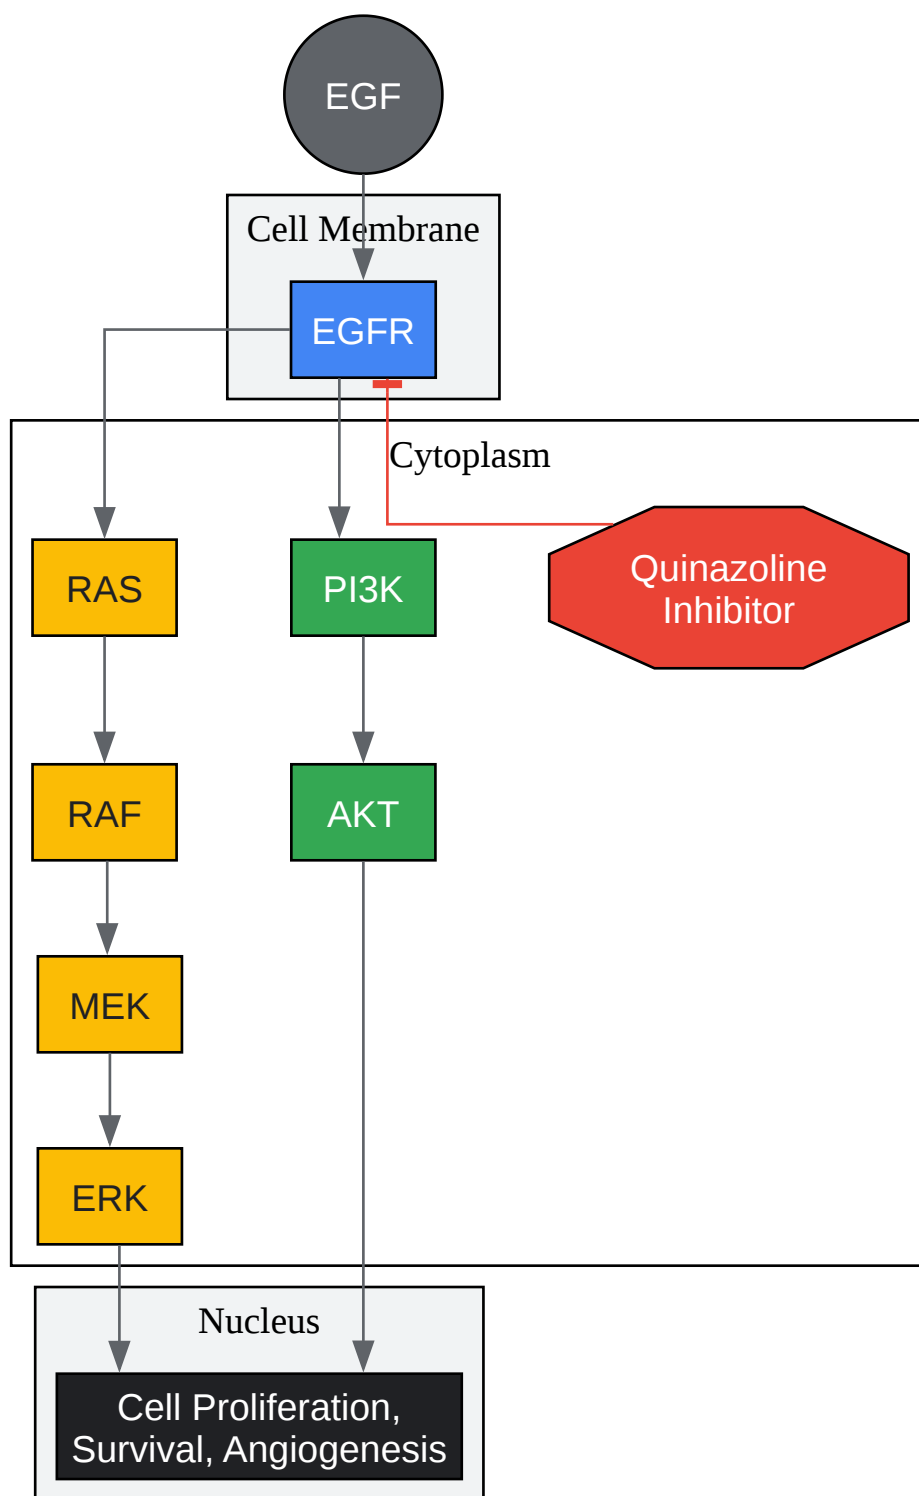 EGF
Cell Membrane
EGFR
Cytoplasm
RAS
PI3K
Quinazoline
Inhibitor
RAF
AKT
MEK
ERK
Nucleus
Cell Proliferation,
Survival, Angiogenesis